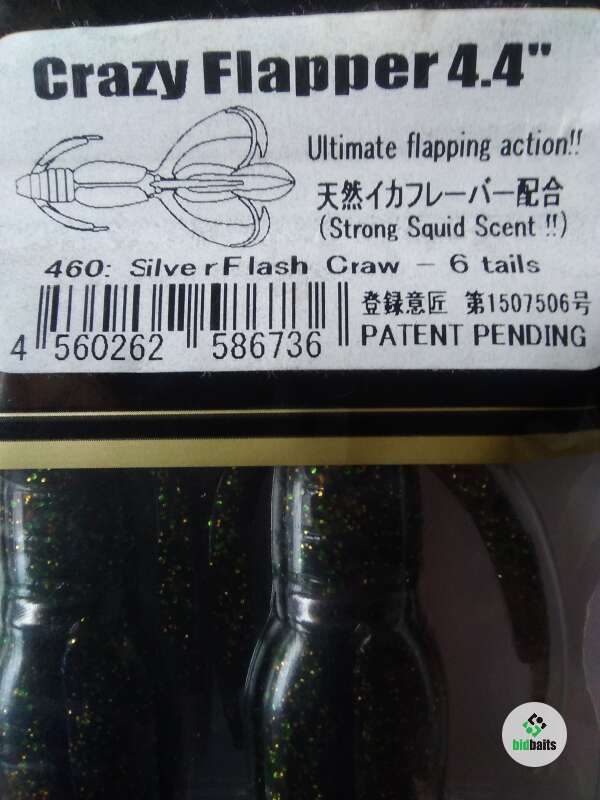 Crazy Flapper 4.4"
Ultimate flapping action!!
天然イカフレーバー配合
(Strong Squid Scent !!)
460: Silver Flash Craw - 6 tails
登録意匠 第1507506号
PATENT PENDING
4 560262 586736
bidbaits